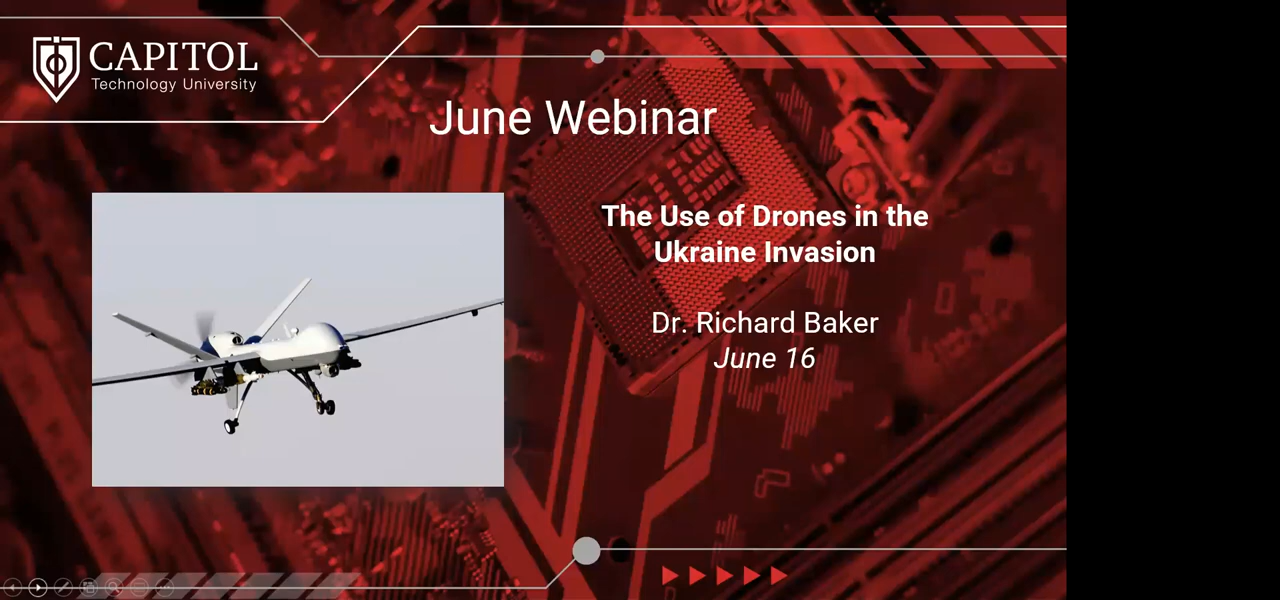 CAPITOL
Technology University
June Webinar
The Use of Drones in the
Ukraine Invasion
Dr. Richard Baker
June 16